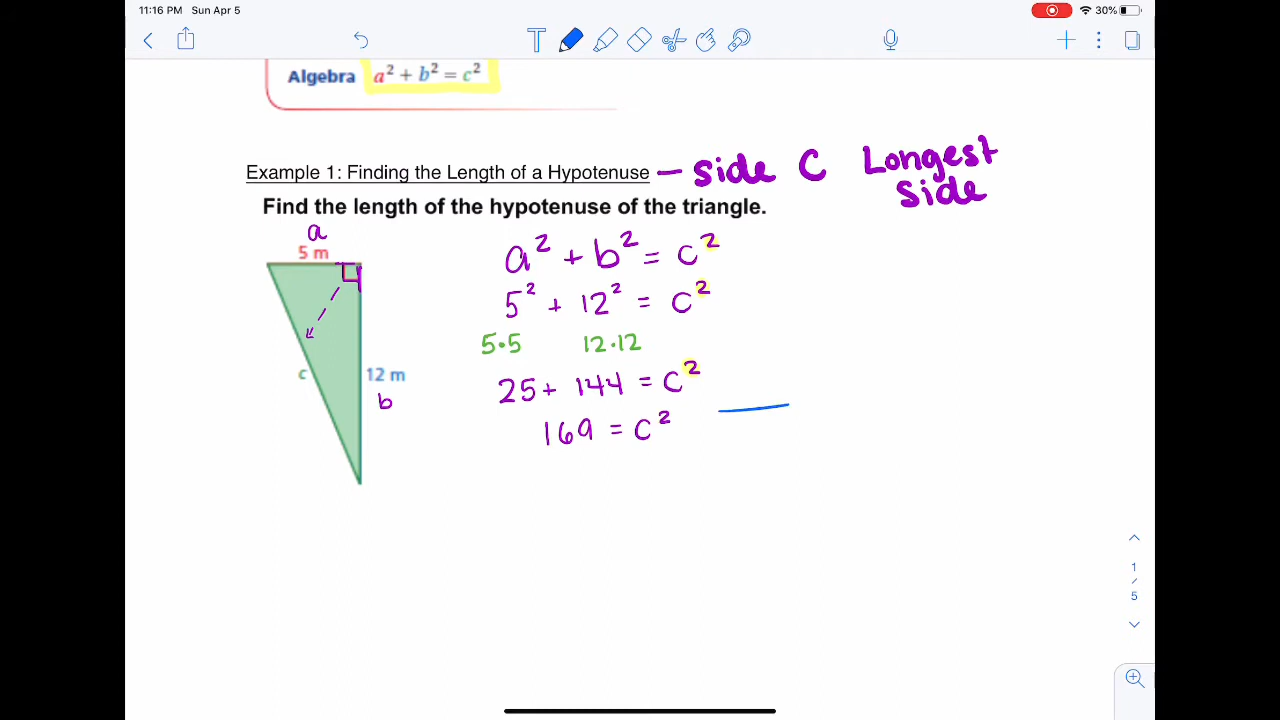 11:16 PM Sun Apr 5
30%
T
Algebra a² + b² = c²
Example 1: Finding the Length of a Hypotenuse – side C Longest
side
Find the length of the hypotenuse of the triangle.
a
5 m
c
12 m
b
a² + b² = c²
5² + 12² = c²
5•5 12•12
25 + 144 = c²
169 = c²
1
/
5